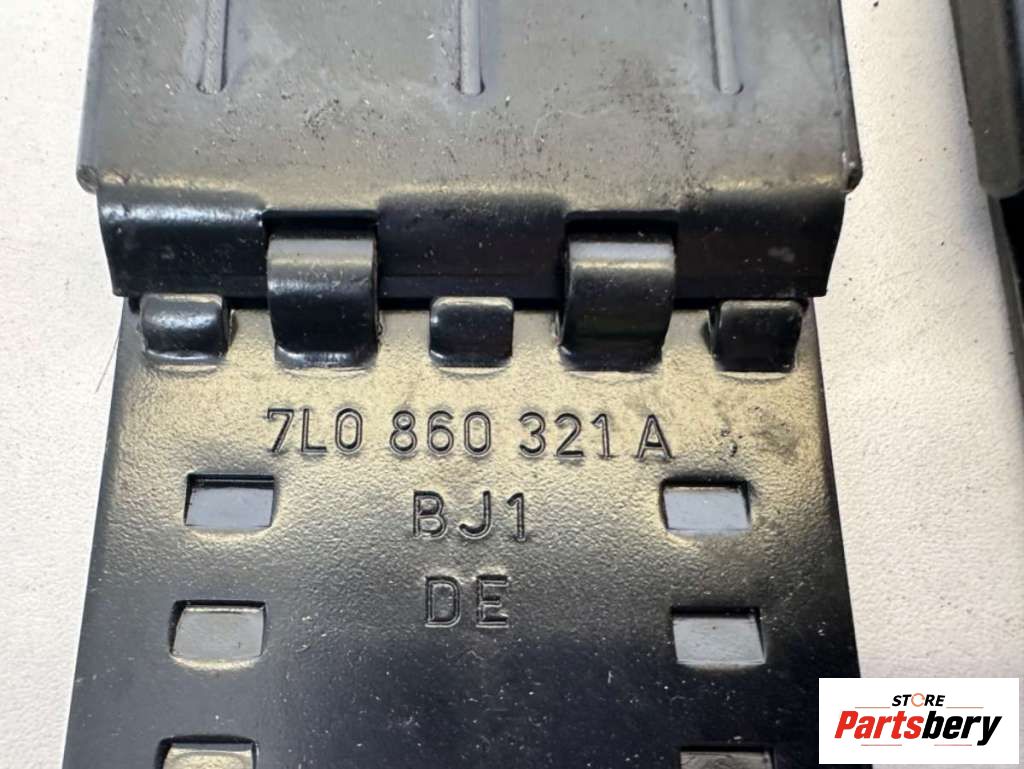 7L0 860 321 A
BJ1
DE
STORE
Partsbery